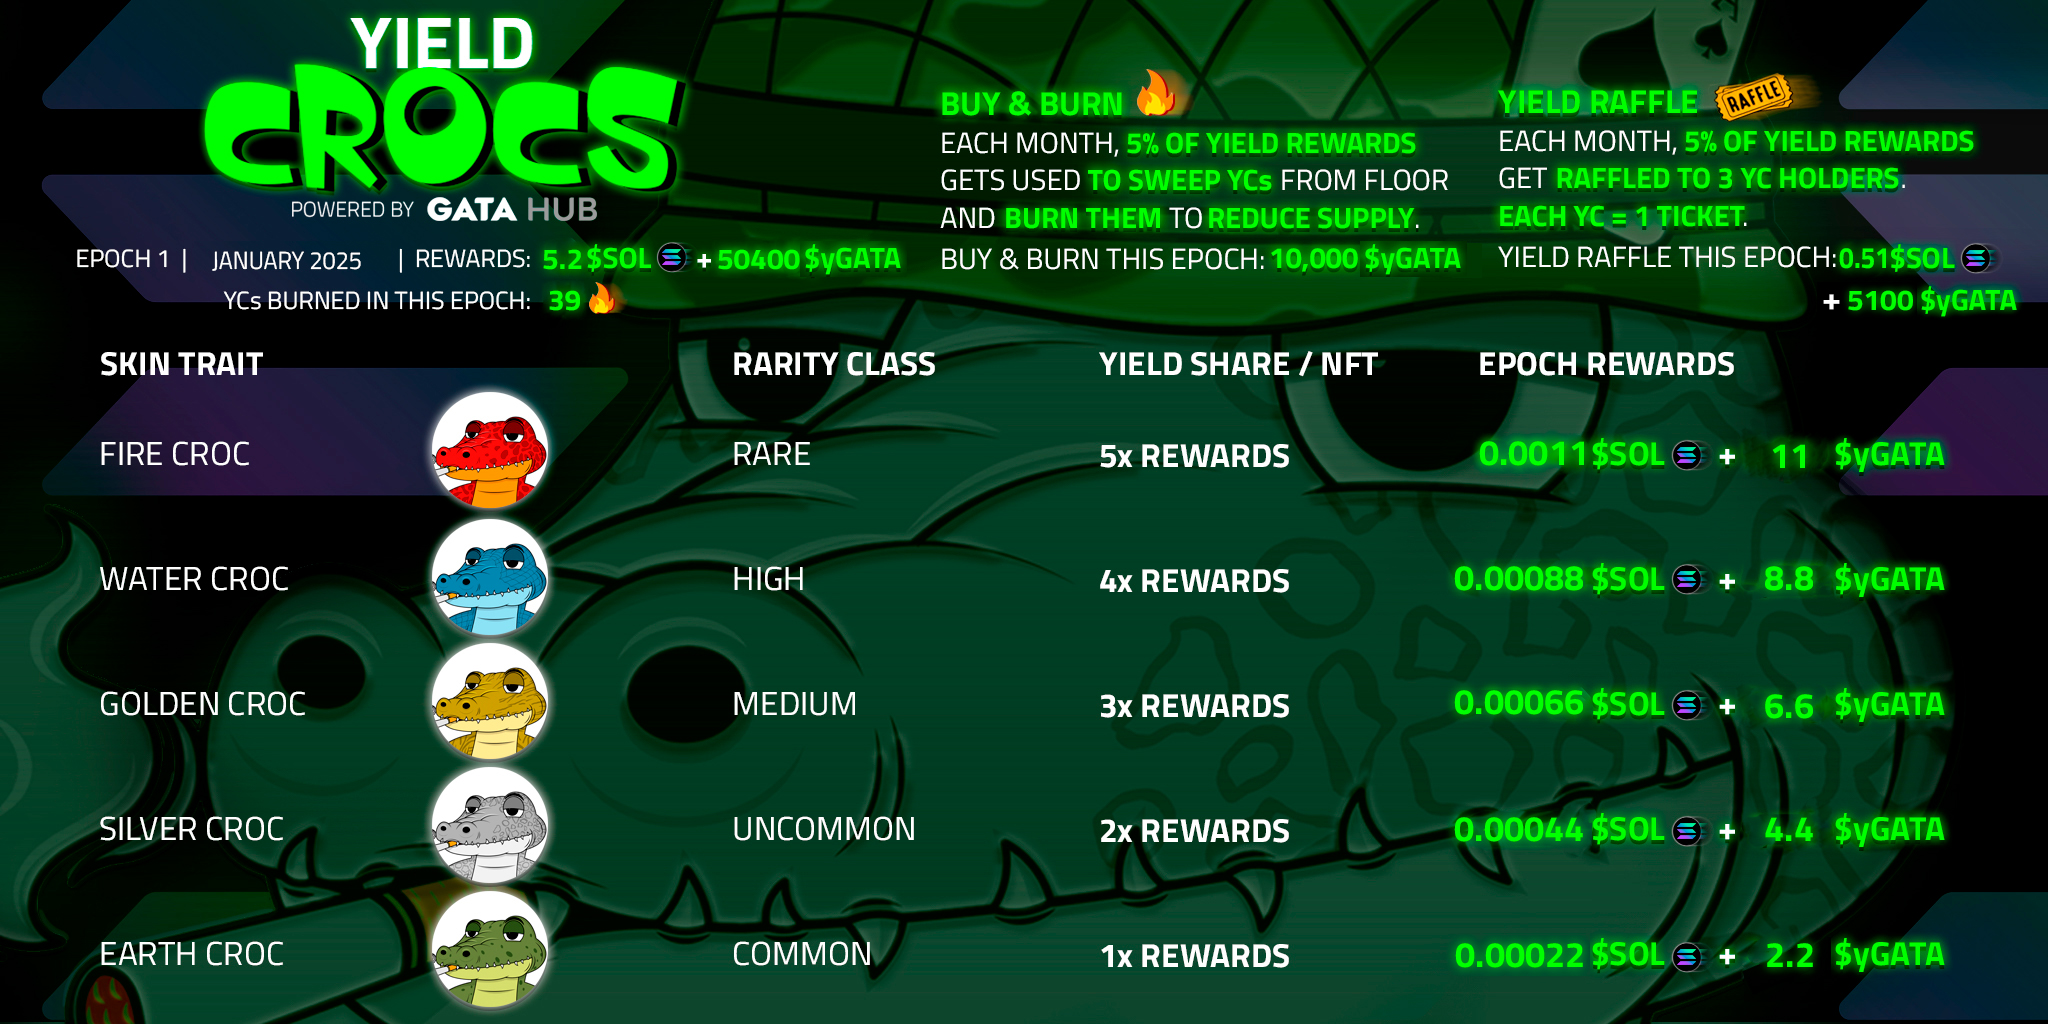 YIELD
CROCS
POWERED BY GATA HUB
EPOCH 1 | JANUARY 2025 | REWARDS: 5.2 $SOL + 50400 $yGATA
YCs BURNED IN THIS EPOCH: 39
BUY & BURN
EACH MONTH, 5% OF YIELD REWARDS
GETS USED TO SWEEP YCs FROM FLOOR
AND BURN THEM TO REDUCE SUPPLY.
BUY & BURN THIS EPOCH: 10,000 $yGATA
YIELD RAFFLE RAFFLE
EACH MONTH, 5% OF YIELD REWARDS
GET RAFFLED TO 3 YC HOLDERS.
EACH YC = 1 TICKET.
YIELD RAFFLE THIS EPOCH: 0.51 $SOL
+ 5100 $yGATA
SKIN TRAIT RARITY CLASS YIELD SHARE / NFT EPOCH REWARDS
FIRE CROC RARE 5x REWARDS 0.0011 $SOL + 11 $yGATA
WATER CROC HIGH 4x REWARDS 0.00088 $SOL + 8.8 $yGATA
GOLDEN CROC MEDIUM 3x REWARDS 0.00066 $SOL + 6.6 $yGATA
SILVER CROC UNCOMMON 2x REWARDS 0.00044 $SOL + 4.4 $yGATA
EARTH CROC COMMON 1x REWARDS 0.00022 $SOL + 2.2 $yGATA